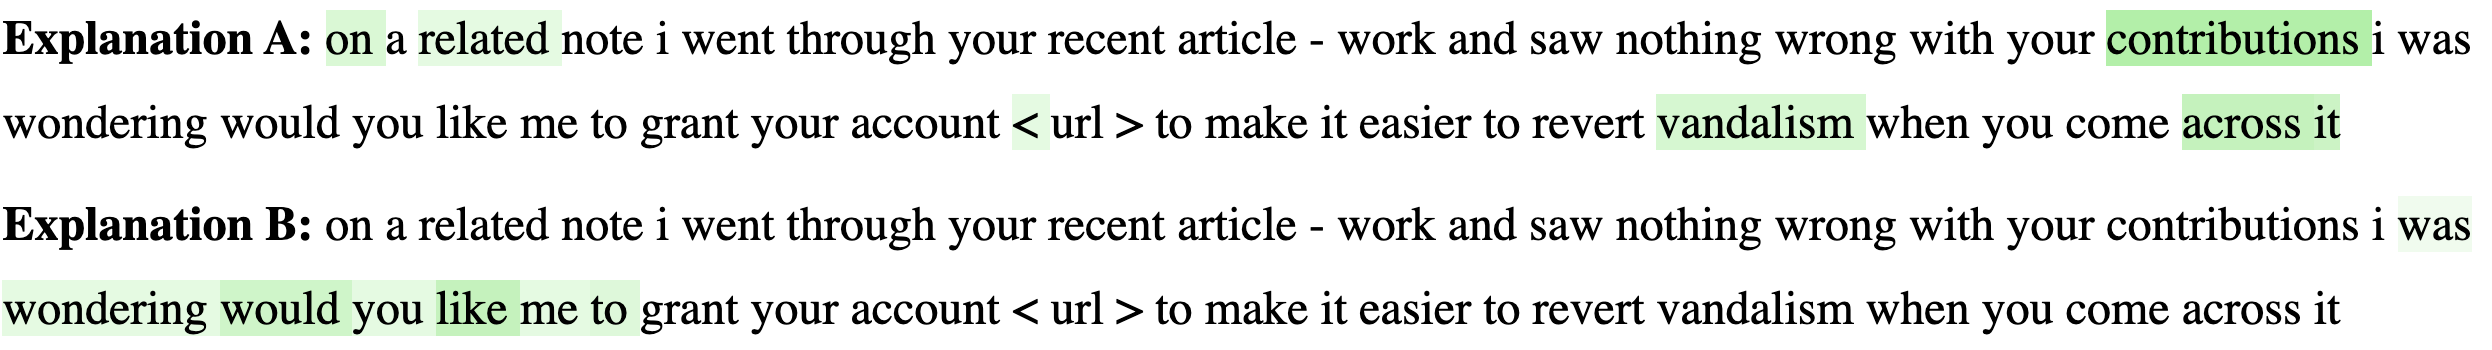 Explanation A: on a related note i went through your recent article - work and saw nothing wrong with your contributions i was
wondering would you like me to grant your account < url > to make it easier to revert vandalism when you come across it
Explanation B: on a related note i went through your recent article - work and saw nothing wrong with your contributions i was
wondering would you like me to grant your account < url > to make it easier to revert vandalism when you come across it